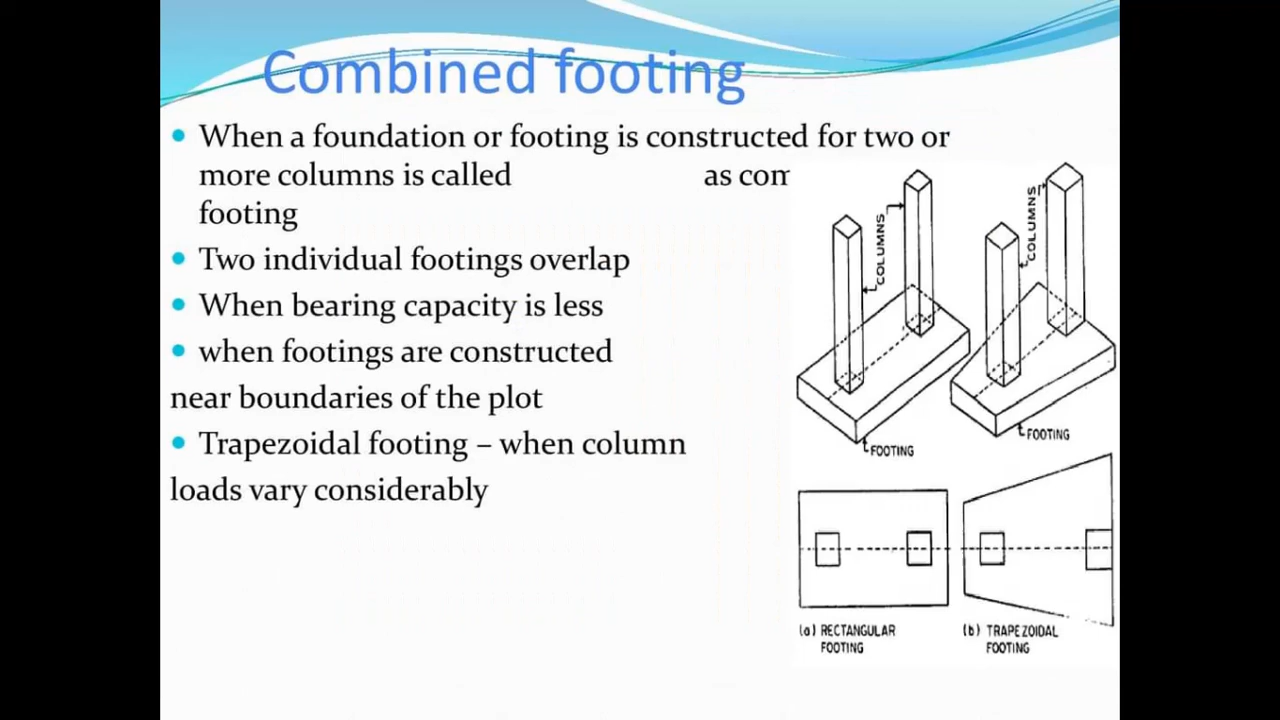 Combined footing
When a foundation or footing is constructed for two or
more columns is called as com
footing
Two individual footings overlap
When bearing capacity is less
when footings are constructed
near boundaries of the plot
Trapezoidal footing – when column
loads vary considerably
COLUMNS
COLUMNS
FOOTING
FOOTING
(a) RECTANGULAR
FOOTING
(b) TRAPEZOIDAL
FOOTING